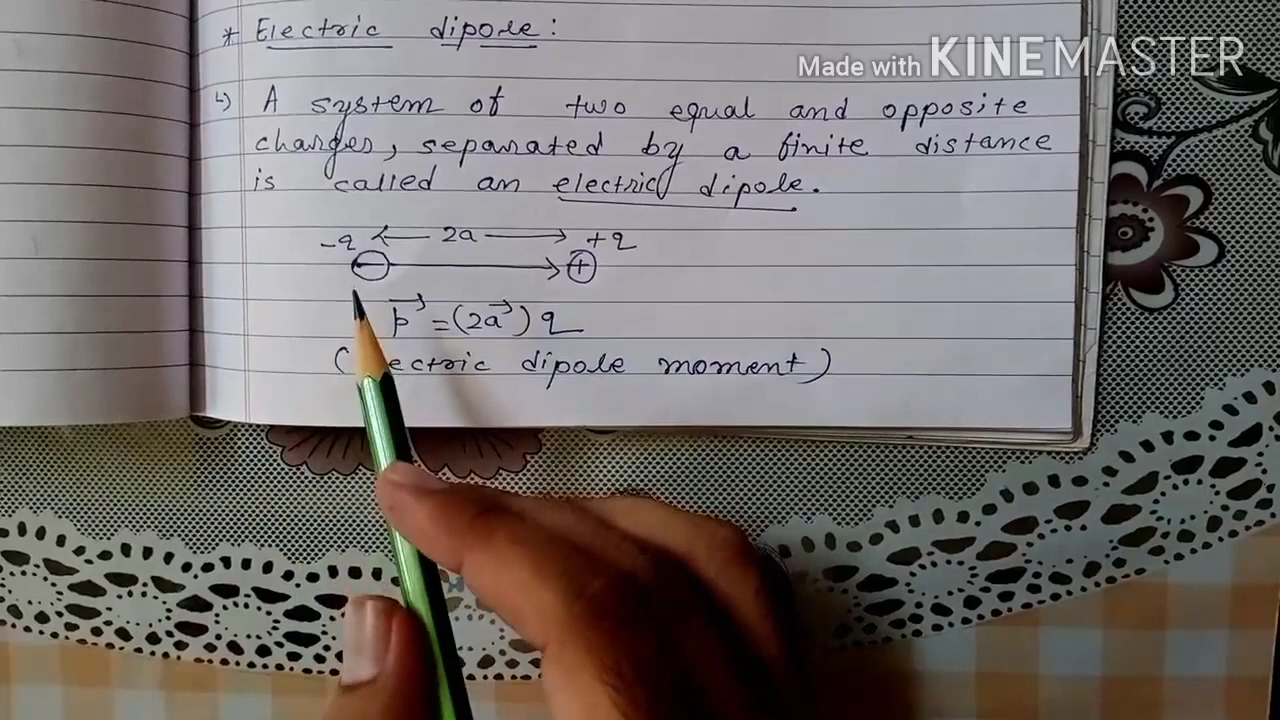 Made with KINEMASTER
* Electric dipole:
↳) A system of two equal and opposite
charges, separated by a finite distance
is called an electric dipole.
-q ← 2a → +q
− +
p⃗ = (2a⃗) q
( ectric dipole moment)